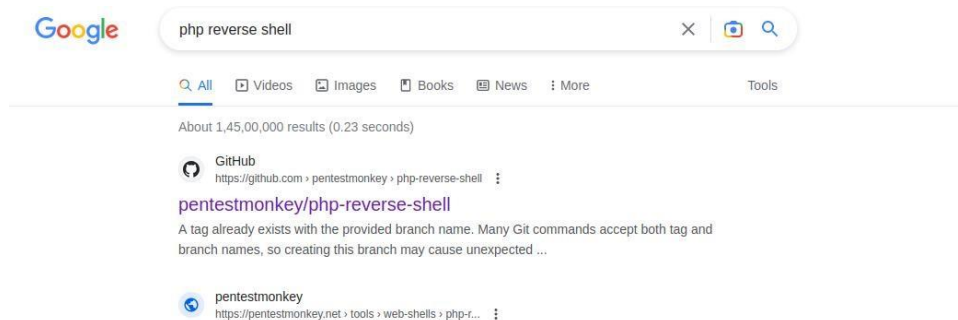 Google
php reverse shell
All Videos Images Books News More Tools
About 1,45,00,000 results (0.23 seconds)
GitHub
https://github.com › pentestmonkey › php-reverse-shell
pentestmonkey/php-reverse-shell
A tag already exists with the provided branch name. Many Git commands accept both tag and
branch names, so creating this branch may cause unexpected ...
pentestmonkey
https://pentestmonkey.net › tools › web-shells › php-r...